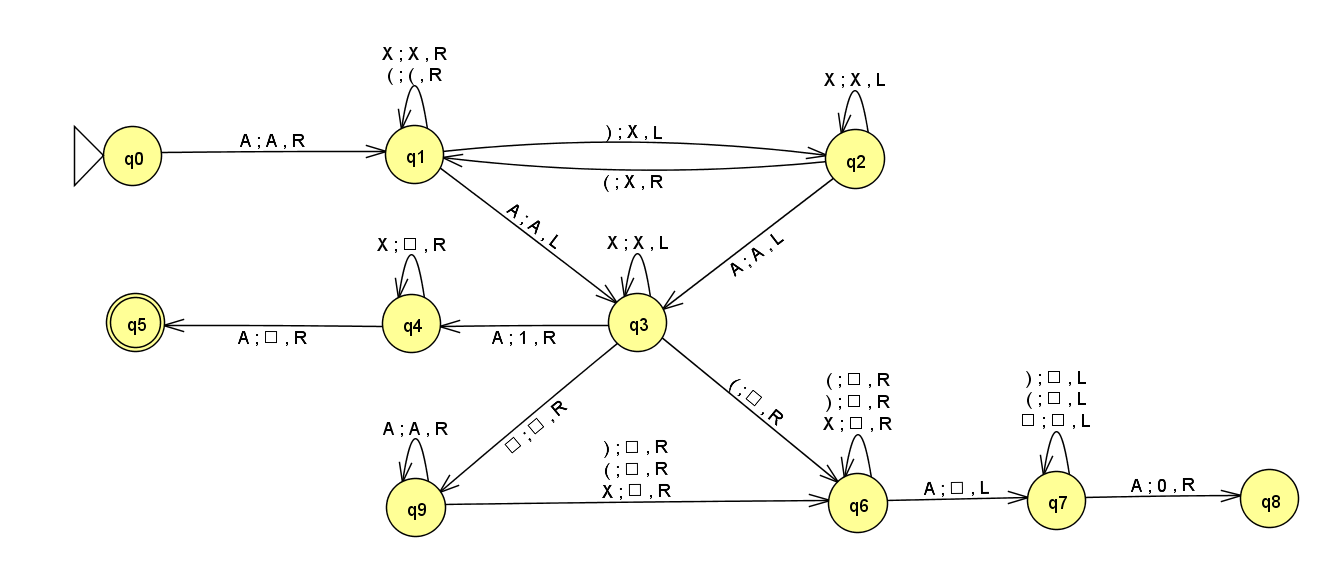 X ; X , R
( ; ( , R
X ; X , L
A ; A , R
) ; X , L
q0
q1
q2
( ; X , R
A ; A , L
A ; A , L
X ; □ , R
X ; X , L
q5
q4
q3
A ; □ , R
A ; 1 , R
( ; □ , R
□ ; □ , R
( ; □ , R
) ; □ , R
X ; □ , R
) ; □ , L
( ; □ , L
□ ; □ , L
A ; A , R
) ; □ , R
( ; □ , R
X ; □ , R
A ; □ , L
A ; 0 , R
q9
q6
q7
q8